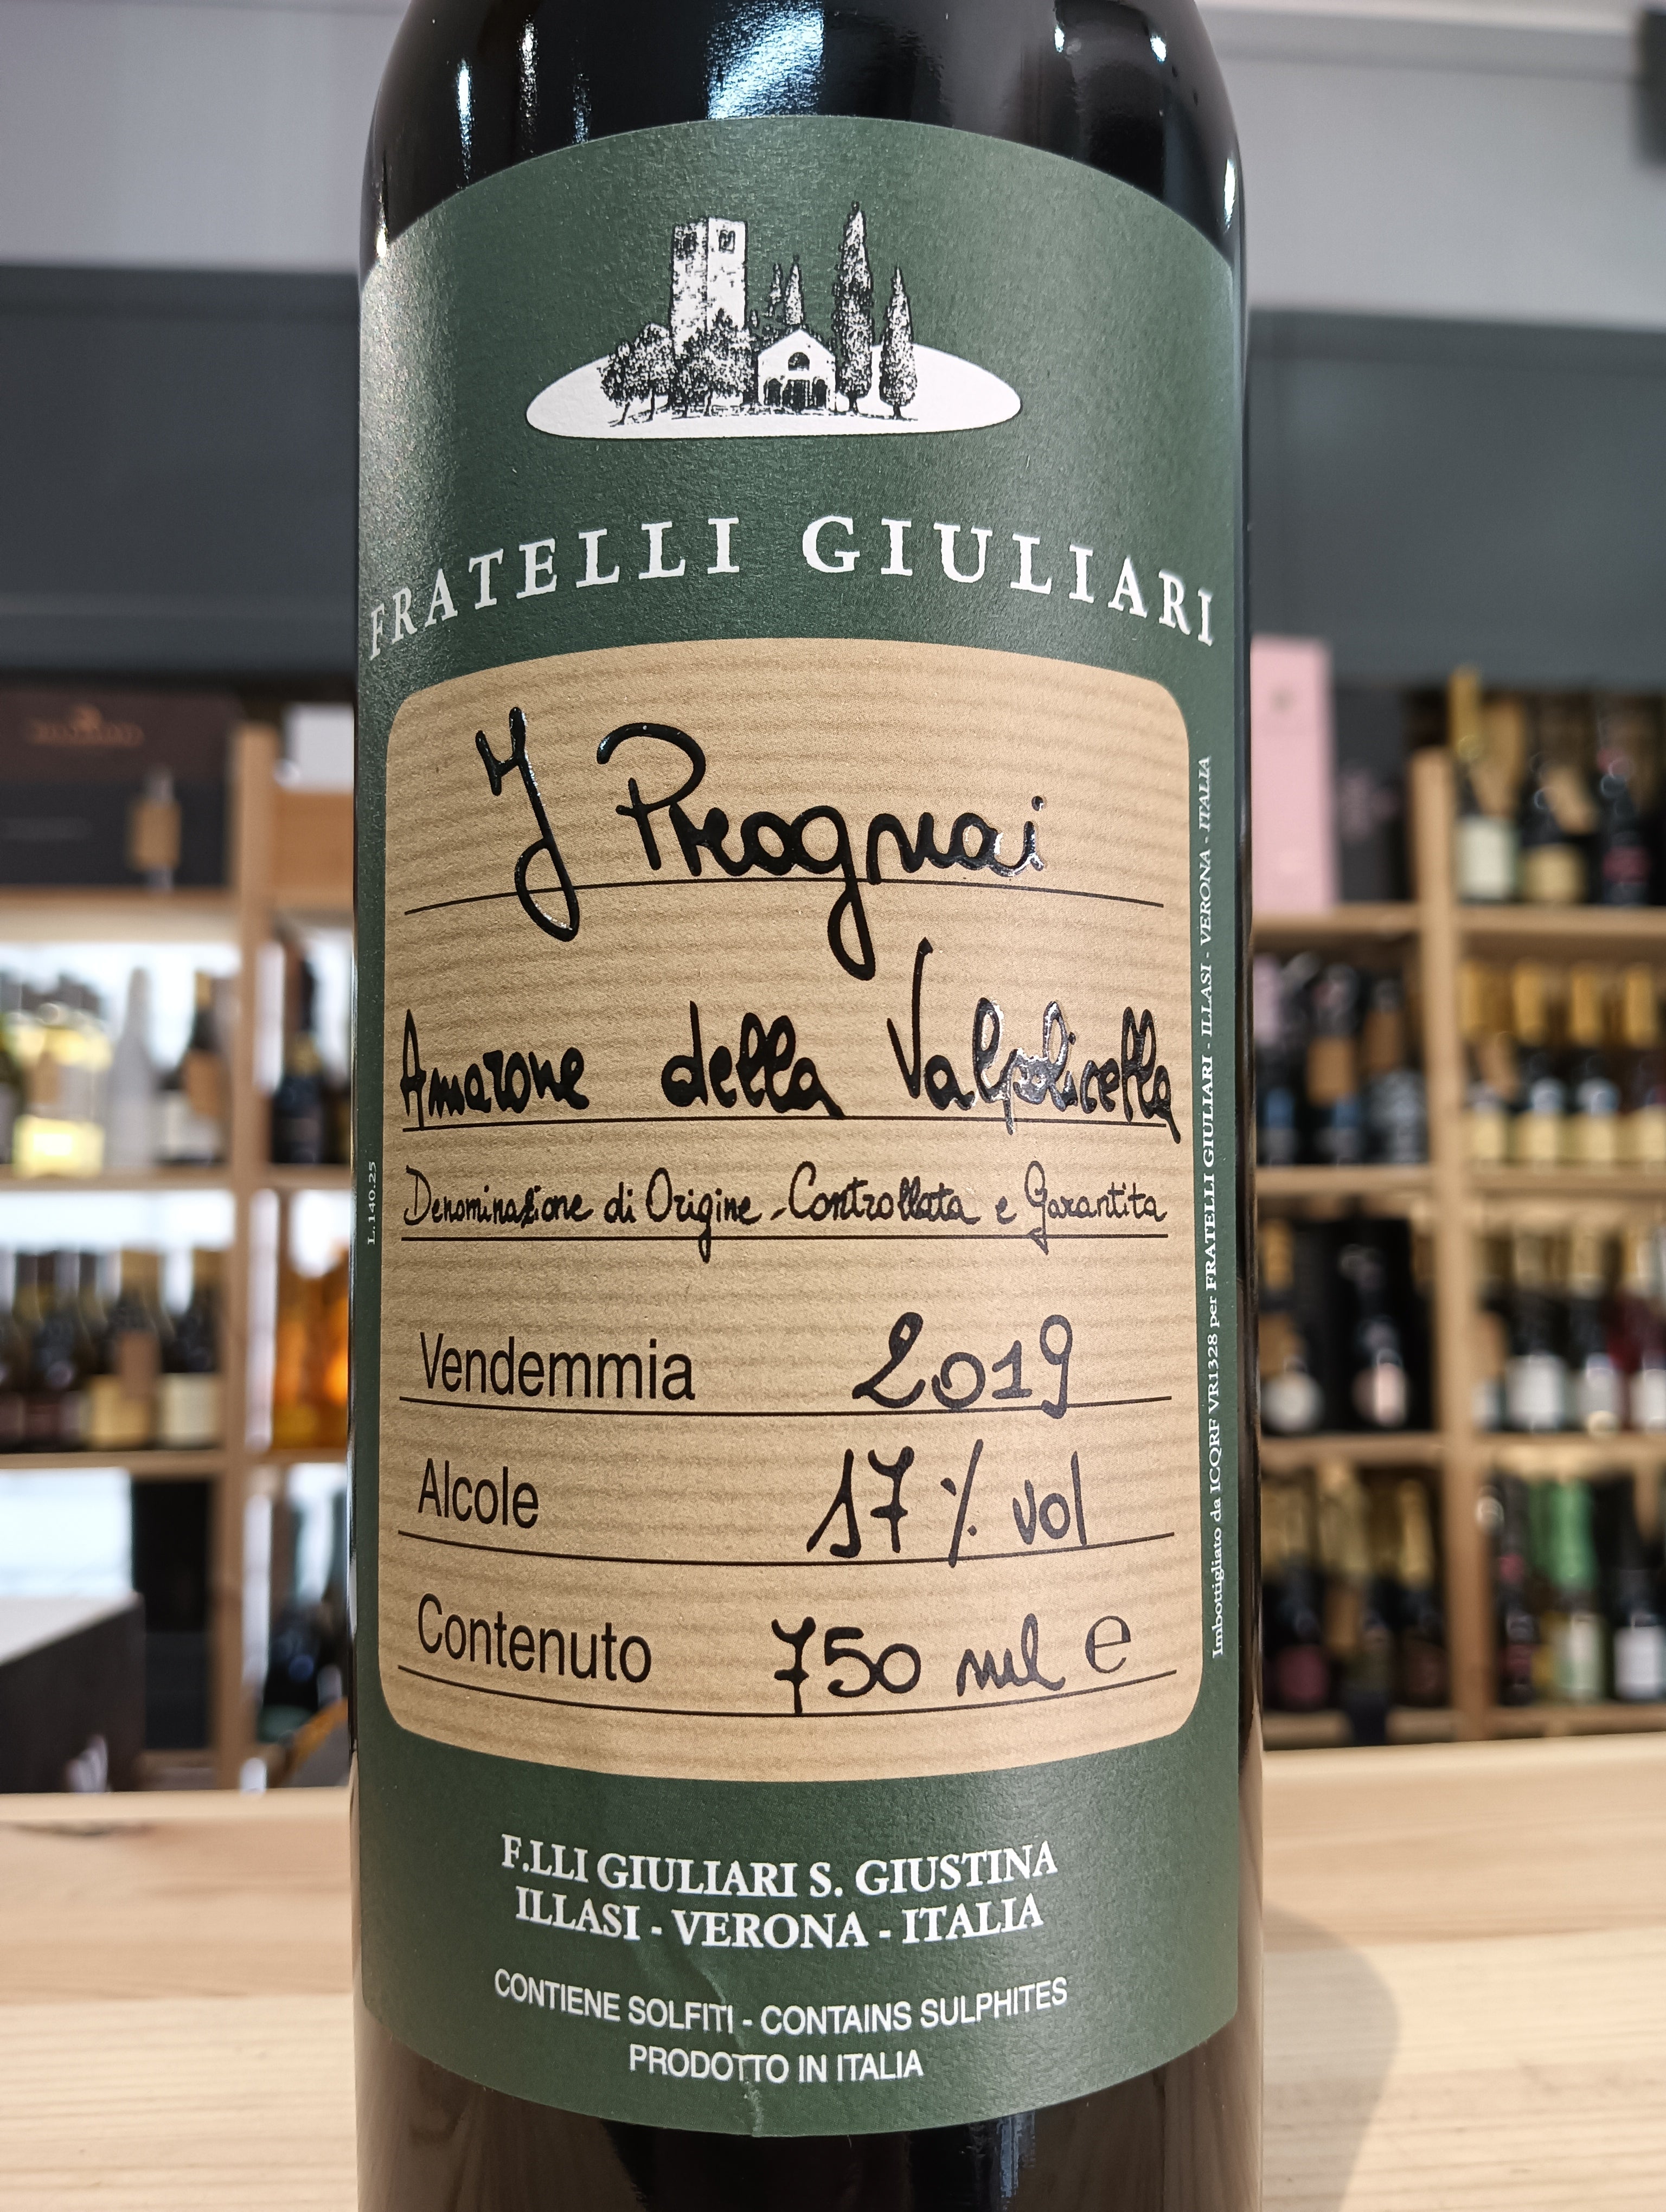 FRATELLI GIULIARI
I Prognai
Amarone della Valpolicella
Denominazione di Origine Controllata e Garantita
Vendemmia 2019
Alcole 17 % vol
Contenuto 750 ml e
F.LLI GIULIARI S. GIUSTINA
ILLASI - VERONA - ITALIA
CONTIENE SOLFITI - CONTAINS SULPHITES
PRODOTTO IN ITALIA
L.140.25
Imbottigliato da ICQRF VR1328 per FRATELLI GIULIARI - ILLASI - VERONA - ITALIA